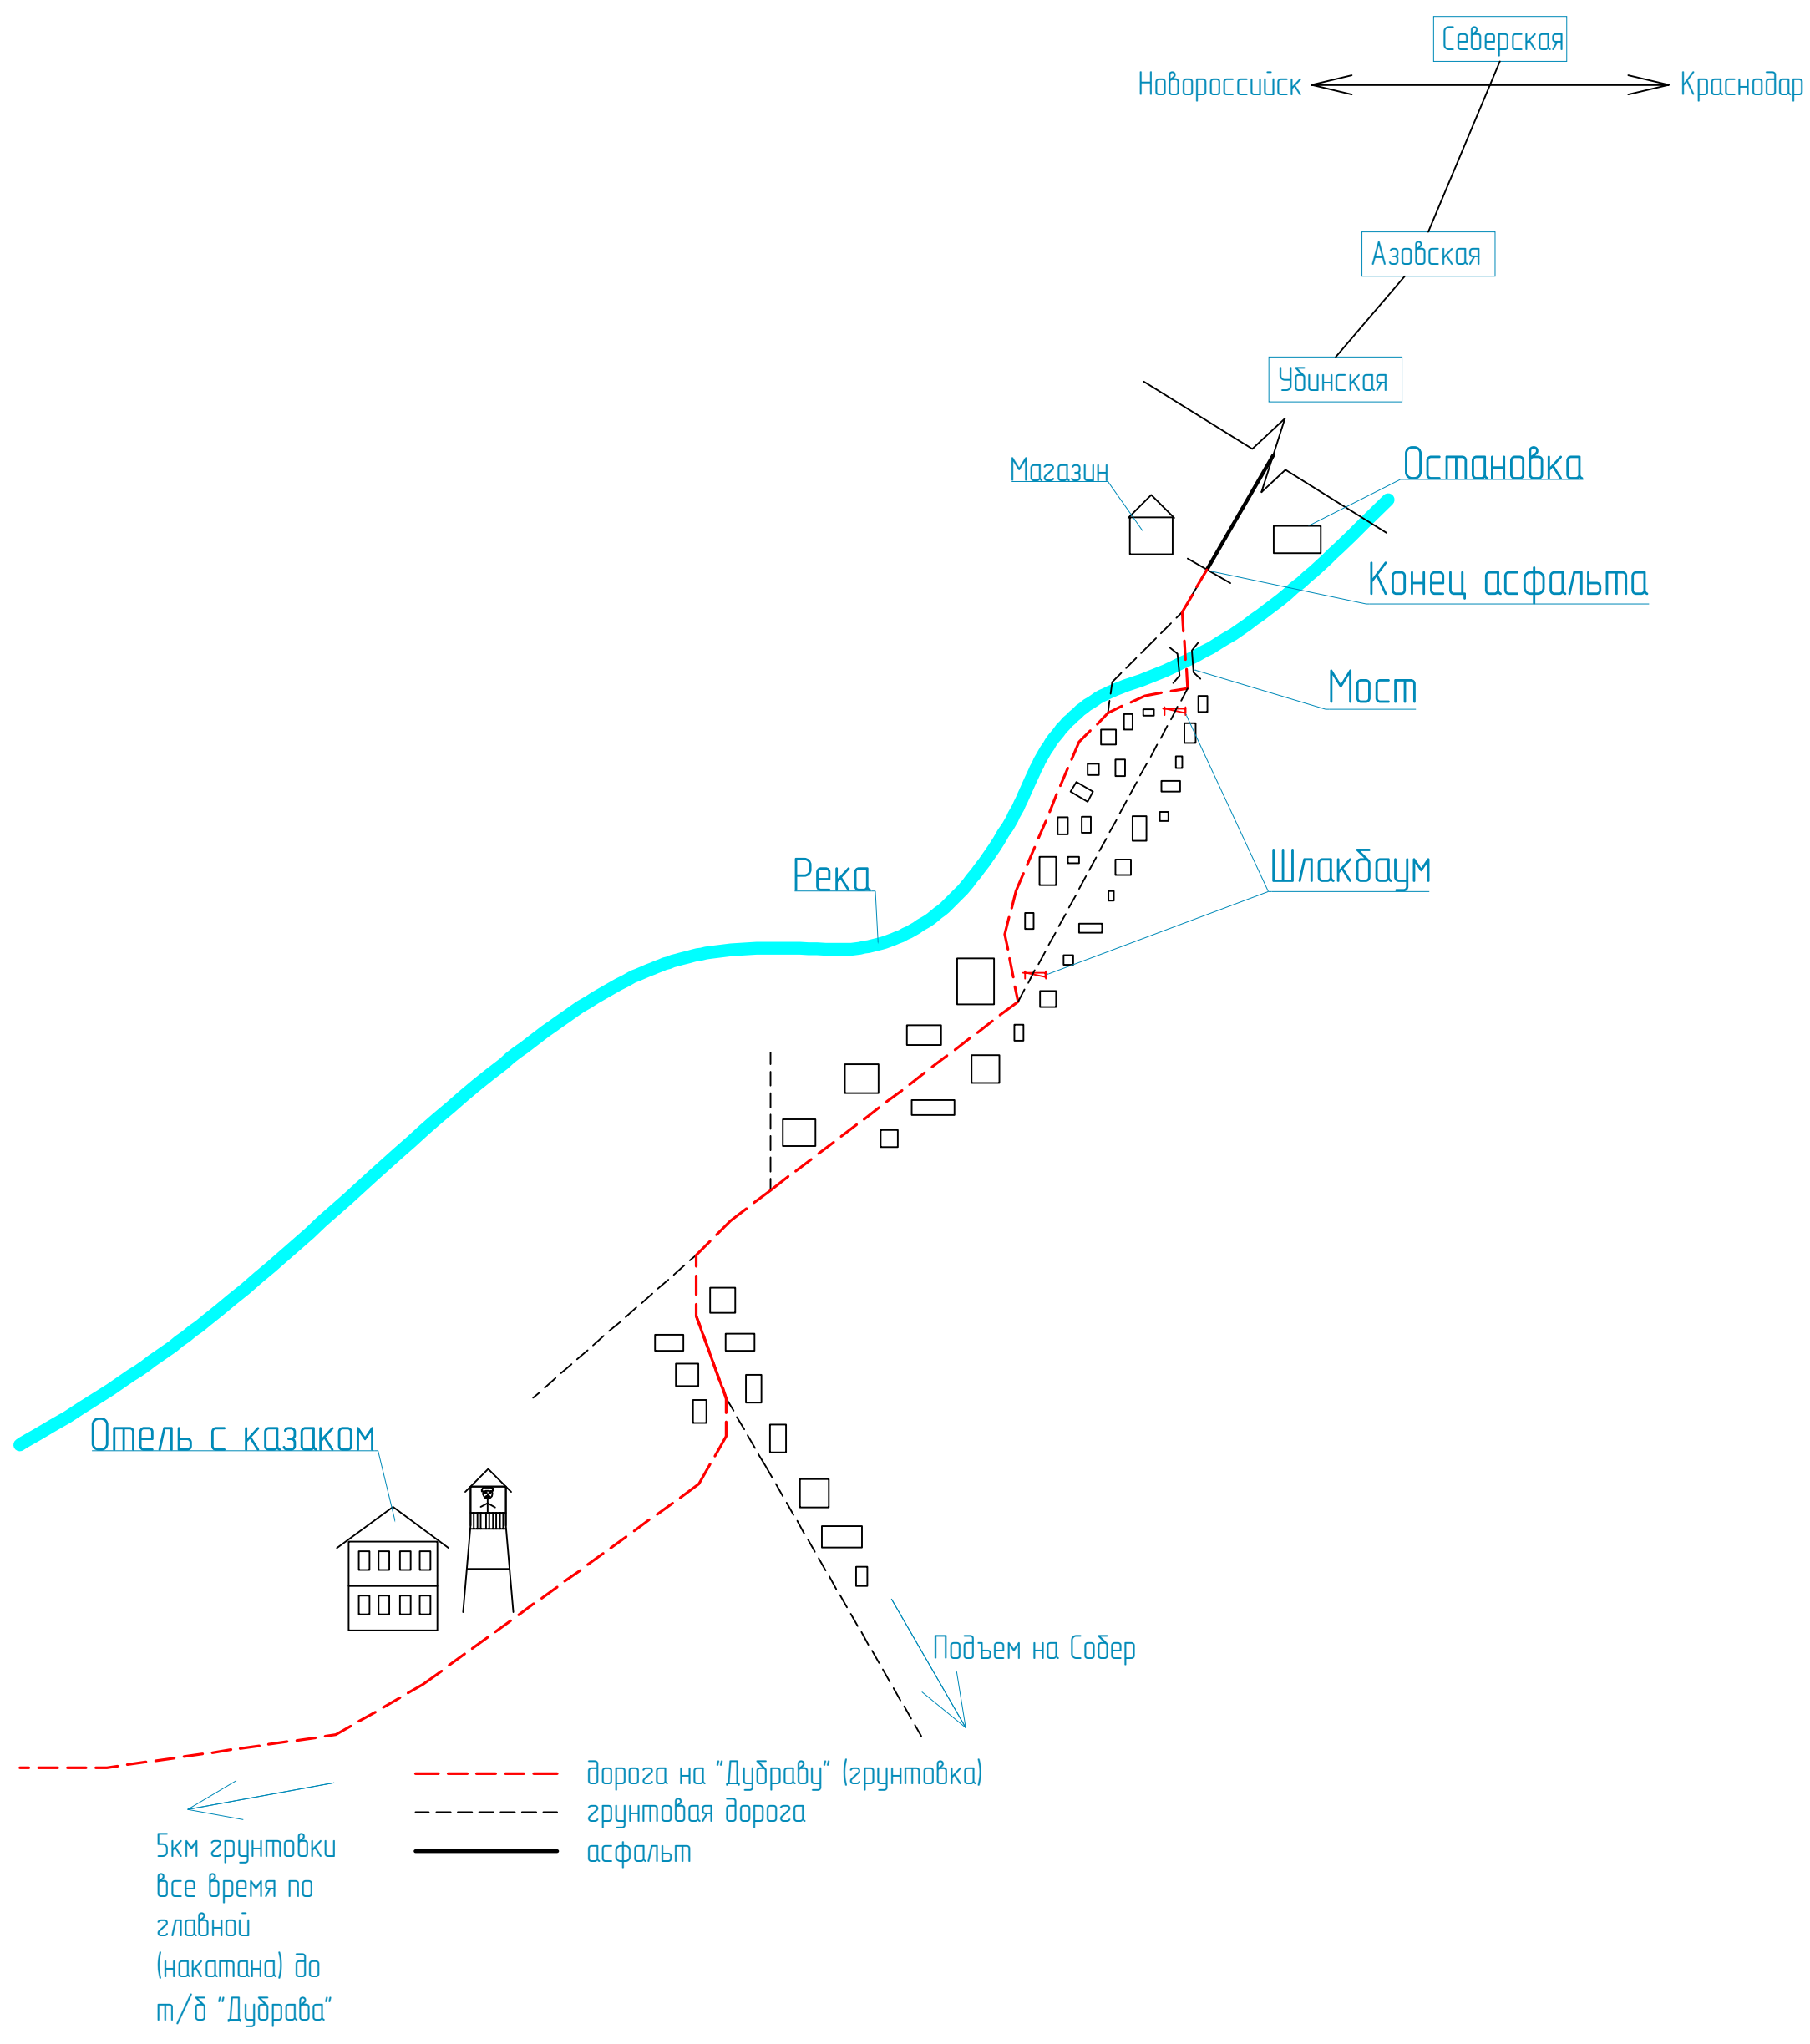 Северская
Новороссийск
Краснодар
Азовская
Убинская
Магазин
Остановка
Конец асфальта
Мост
Река
Шлакбаум
Отель с казаком
Подъем на Собер
дорога на "Дубраву" (грунтовка)
грунтовая дорога
асфальт
5км грунтовки
все время по
главной
(накатана) до
т/б "Дубрава"